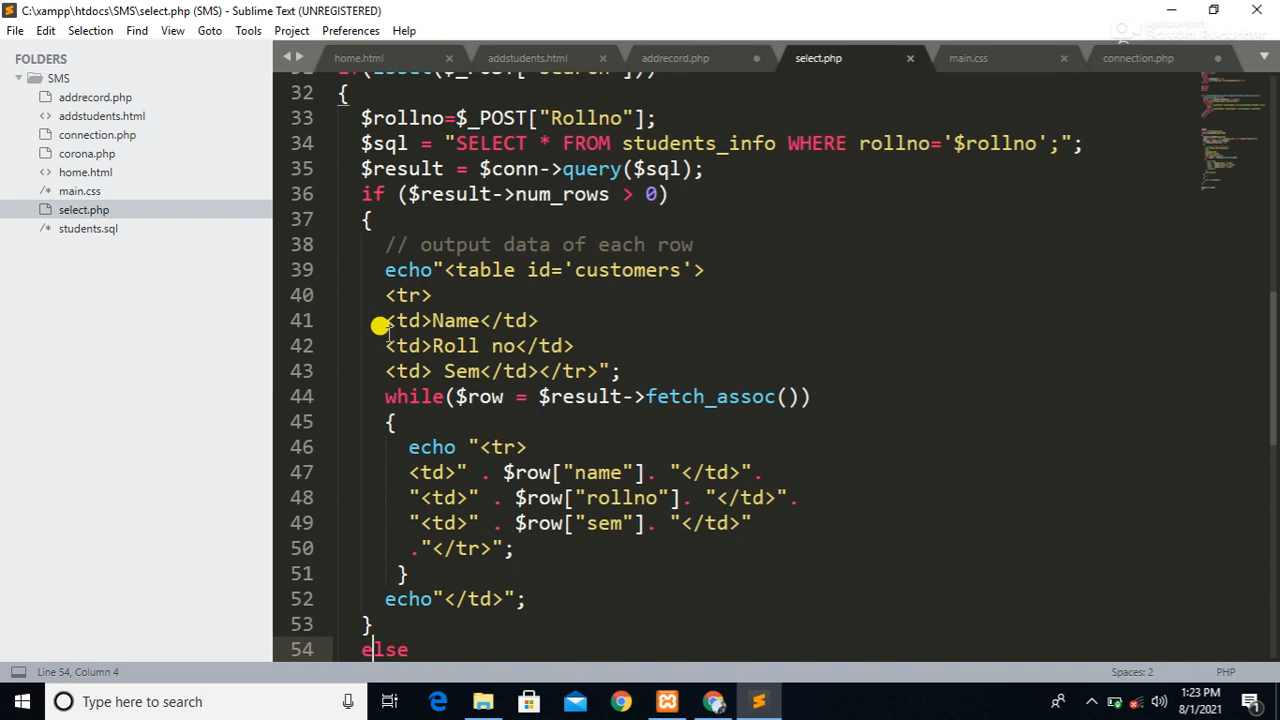 C:\xampp\htdocs\SMS\select.php (SMS) - Sublime Text (UNREGISTERED)
File Edit Selection Find View Goto Tools Project Preferences Help
Screen Recorder
FOLDERS
SMS
addrecord.php
addstudents.html
connection.php
corona.php
home.html
main.css
select.php
students.sql
home.html addstudents.html addrecord.php select.php main.css connection.php
32 {
33 $rollno=$_POST["Rollno"];
34 $sql = "SELECT * FROM students_info WHERE rollno='$rollno';";
35 $result = $conn->query($sql);
36 if ($result->num_rows > 0)
37 {
38 // output data of each row
39 echo"<table id='customers'>
40 <tr>
41 <td>Name</td>
42 <td>Roll no</td>
43 <td> Sem</td></tr>";
44 while($row = $result->fetch_assoc())
45 {
46 echo "<tr>
47 <td>" . $row["name"]. "</td>".
48 "<td>" . $row["rollno"]. "</td>".
49 "<td>" . $row["sem"]. "</td>"
50 ."</tr>";
51 }
52 echo"</td>";
53 }
54 else
Line 54, Column 4 Spaces: 2 PHP
Type here to search
1:23 PM
8/1/2021